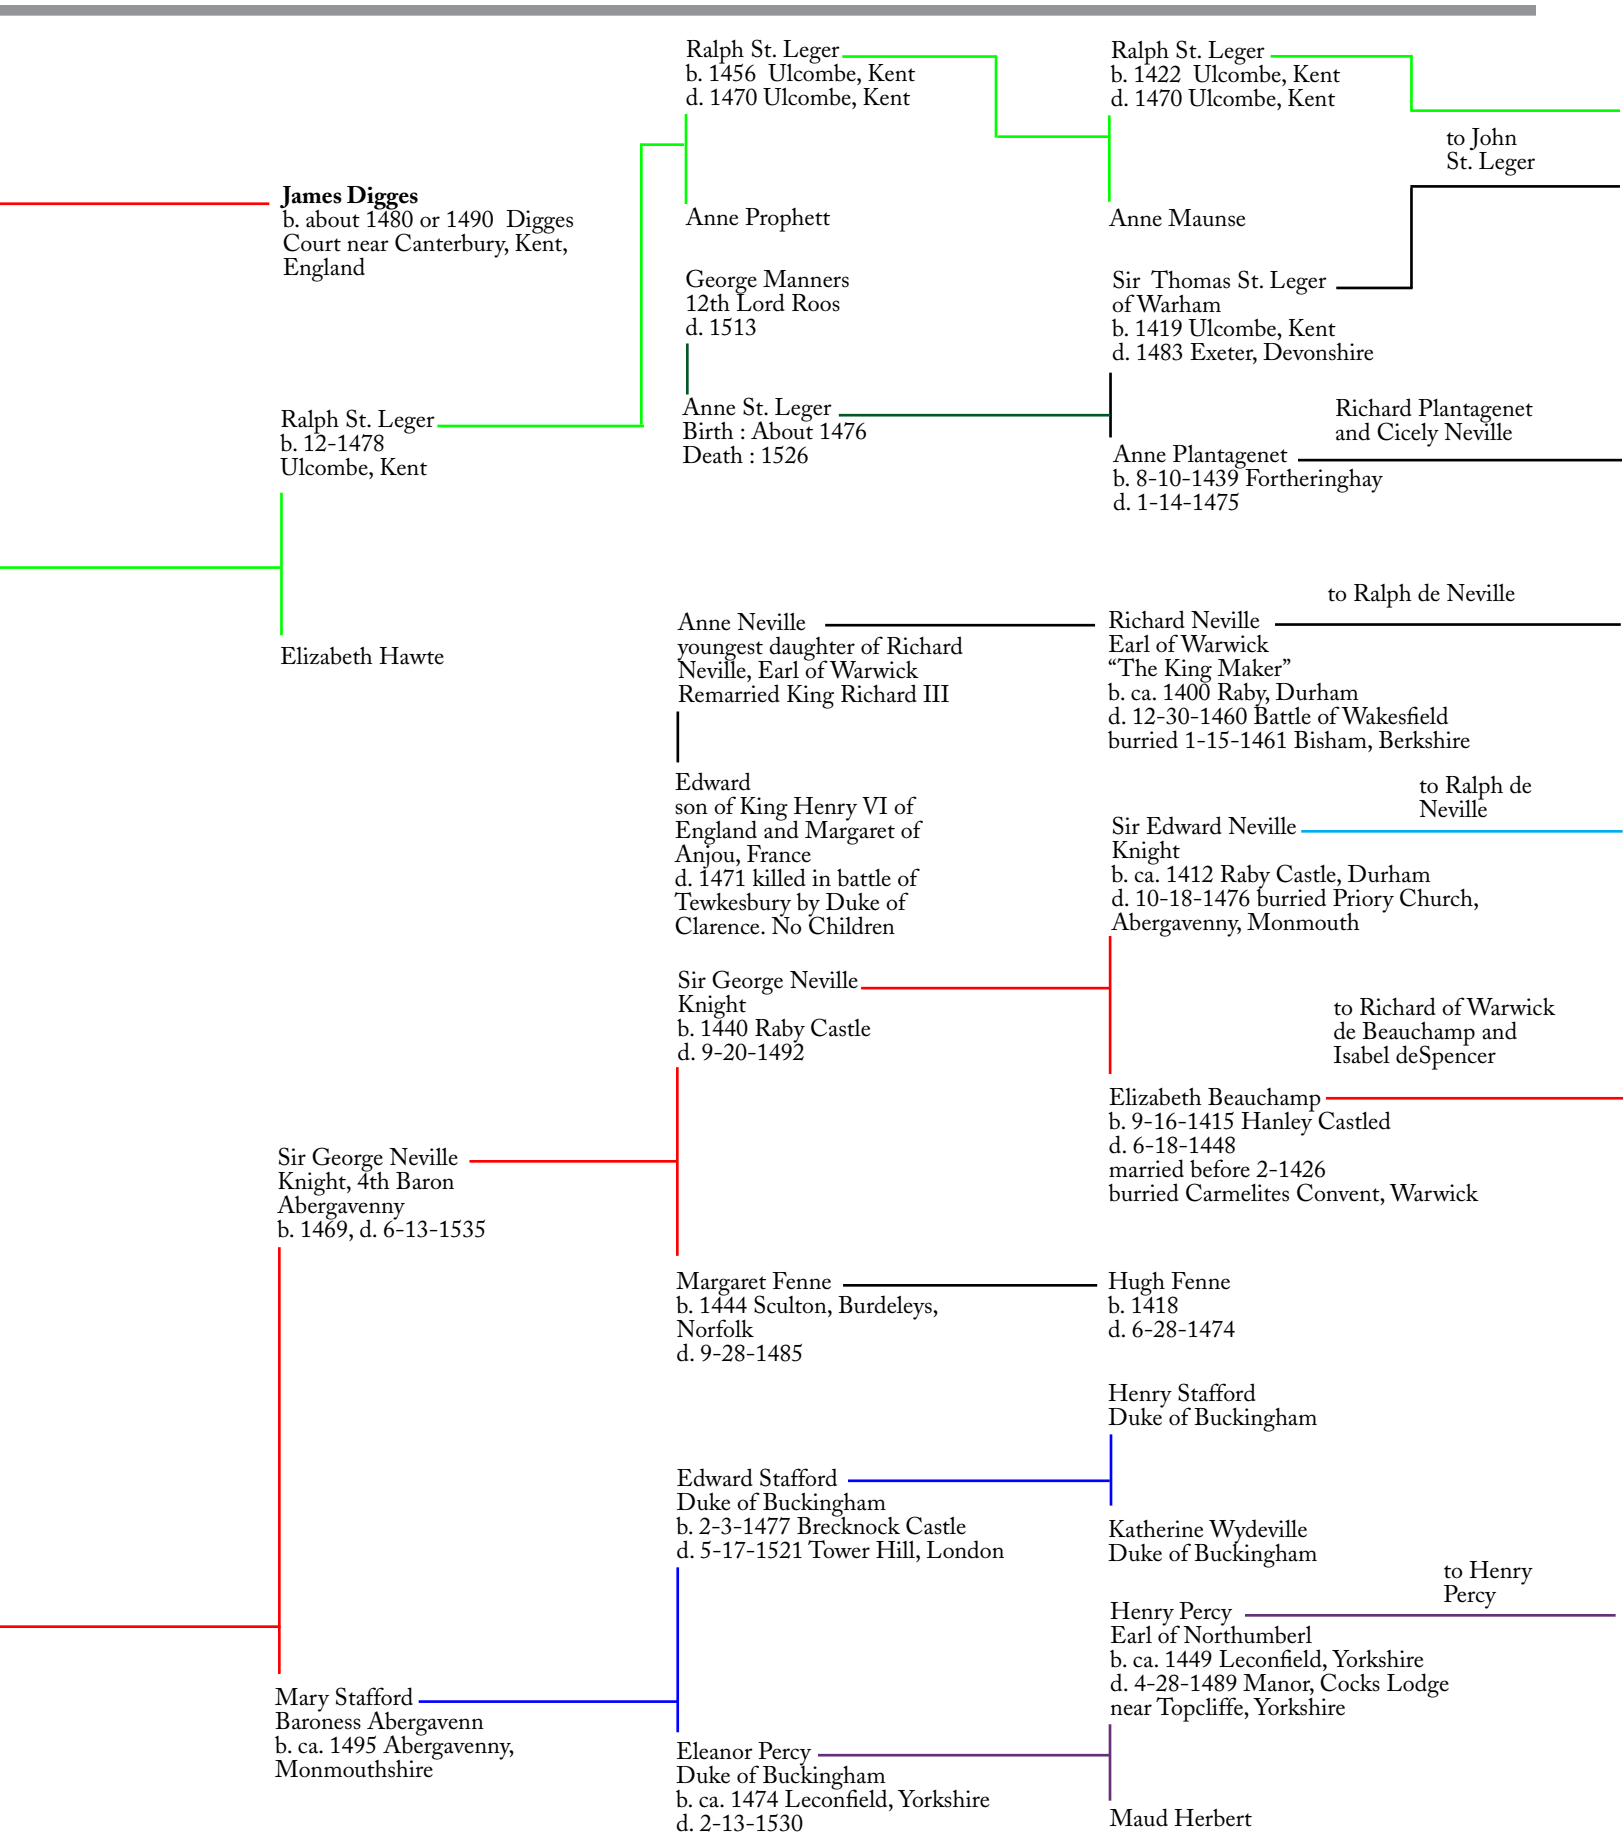 James Digges
b. about 1480 or 1490 Digges
Court near Canterbury, Kent,
England
Ralph St. Leger
b. 12-1478
Ulcombe, Kent
Elizabeth Hawte
Sir George Neville
Knight, 4th Baron
Abergavenny
b. 1469, d. 6-13-1535
Mary Stafford
Baroness Abergavenn
b. ca. 1495 Abergavenny,
Monmouthshire
Ralph St. Leger
b. 1456 Ulcombe, Kent
d. 1470 Ulcombe, Kent
Anne Prophett
George Manners
12th Lord Roos
d. 1513
Anne St. Leger
Birth : About 1476
Death : 1526
Anne Neville
youngest daughter of Richard
Neville, Earl of Warwick
Remarried King Richard III
Edward
son of King Henry VI of
England and Margaret of
Anjou, France
d. 1471 killed in battle of
Tewkesbury by Duke of
Clarence. No Children
Sir George Neville
Knight
b. 1440 Raby Castle
d. 9-20-1492
Margaret Fenne
b. 1444 Sculton, Burdeleys,
Norfolk
d. 9-28-1485
Edward Stafford
Duke of Buckingham
b. 2-3-1477 Brecknock Castle
d. 5-17-1521 Tower Hill, London
Eleanor Percy
Duke of Buckingham
b. ca. 1474 Leconfield, Yorkshire
d. 2-13-1530
Ralph St. Leger
b. 1422 Ulcombe, Kent
d. 1470 Ulcombe, Kent
to John
St. Leger
Anne Maunse
Sir Thomas St. Leger
of Warham
b. 1419 Ulcombe, Kent
d. 1483 Exeter, Devonshire
Richard Plantagenet
and Cicely Neville
Anne Plantagenet
b. 8-10-1439 Fortheringhay
d. 1-14-1475
to Ralph de Neville
Richard Neville
Earl of Warwick
“The King Maker”
b. ca. 1400 Raby, Durham
d. 12-30-1460 Battle of Wakesfield
burried 1-15-1461 Bisham, Berkshire
to Ralph de
Neville
Sir Edward Neville
Knight
b. ca. 1412 Raby Castle, Durham
d. 10-18-1476 burried Priory Church,
Abergavenny, Monmouth
to Richard of Warwick
de Beauchamp and
Isabel deSpencer
Elizabeth Beauchamp
b. 9-16-1415 Hanley Castled
d. 6-18-1448
married before 2-1426
burried Carmelites Convent, Warwick
Hugh Fenne
b. 1418
d. 6-28-1474
Henry Stafford
Duke of Buckingham
Katherine Wydeville
Duke of Buckingham
to Henry
Percy
Henry Percy
Earl of Northumberl
b. ca. 1449 Leconfield, Yorkshire
d. 4-28-1489 Manor, Cocks Lodge
near Topcliffe, Yorkshire
Maud Herbert